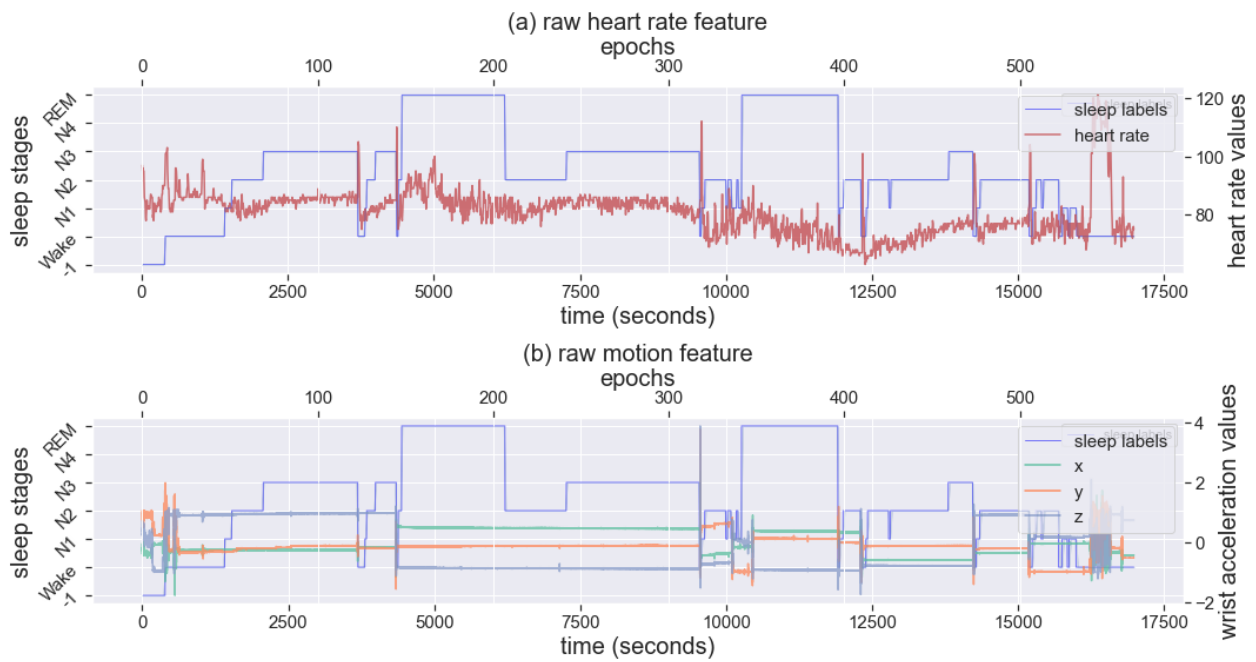 (a) raw heart rate feature
epochs
0 100 200 300 400 500
sleep stages
REM
N4
N3
N2
N1
Wake
-1
sleep labels
sleep labels
heart rate
120
100
80
heart rate values
0 2500 5000 7500 10000 12500 15000 17500
time (seconds)
(b) raw motion feature
epochs
0 100 200 300 400 500
sleep stages
REM
N4
N3
N2
N1
Wake
-1
sleep labels
sleep labels
x
y
z
4
2
0
−2
wrist acceleration values
0 2500 5000 7500 10000 12500 15000 17500
time (seconds)